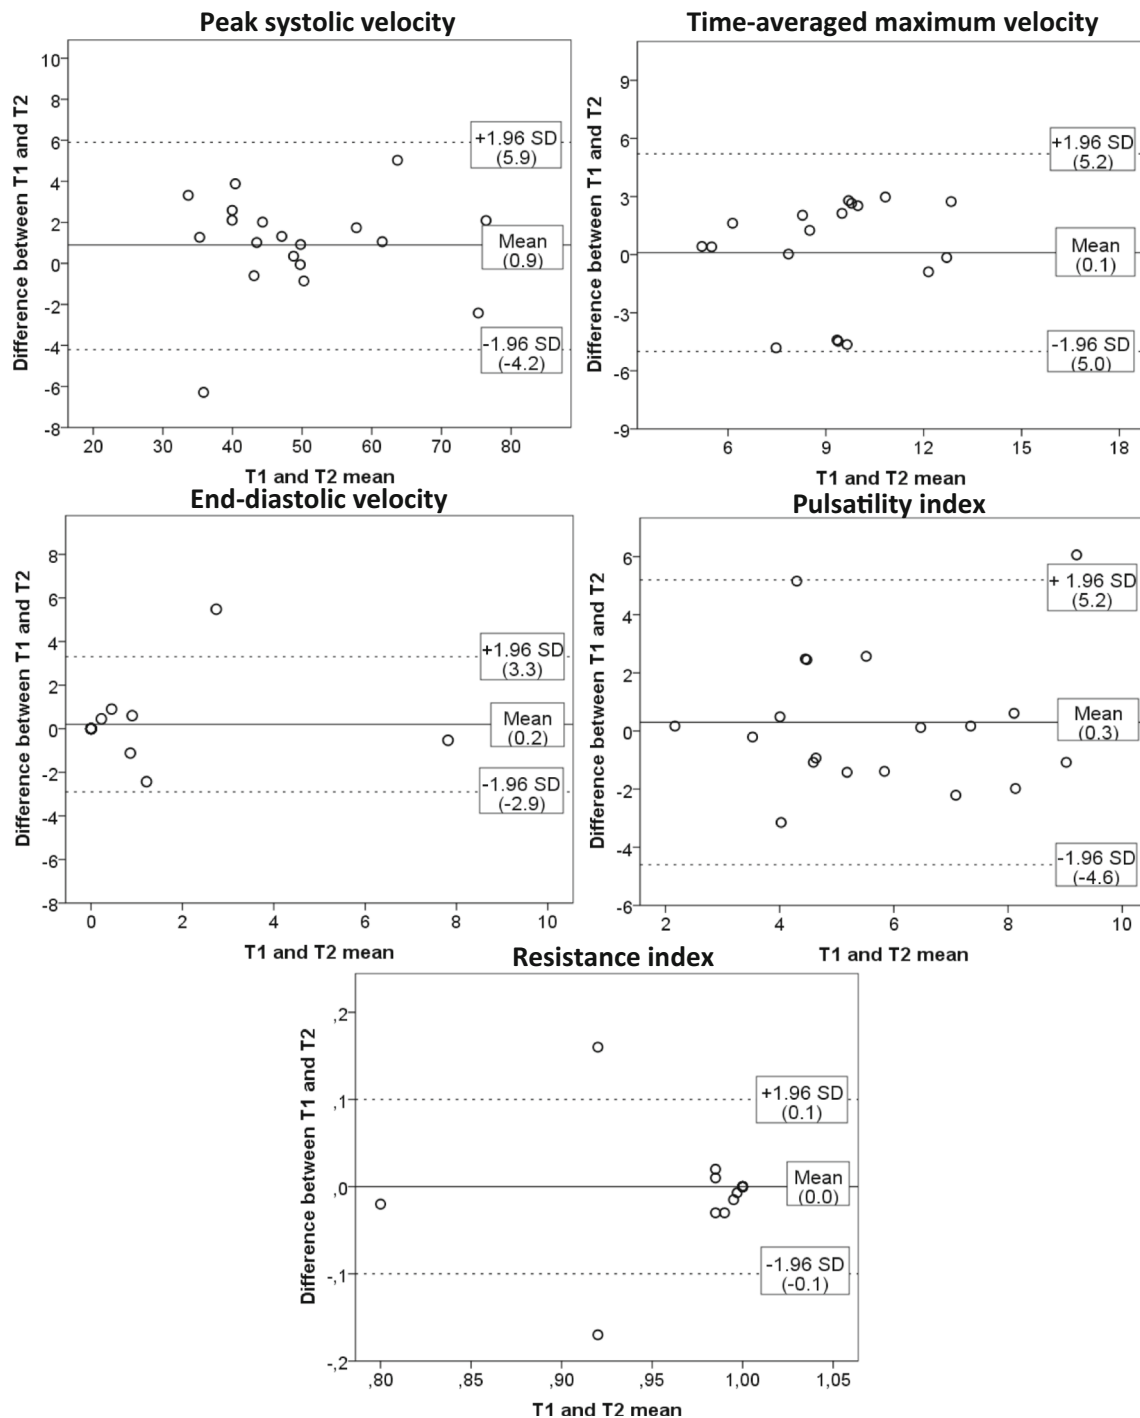 Peak systolic velocity
Difference between T1 and T2
10
8
6
4
2
0
-2
-4
-6
-8
+1.96 SD
(5.9)
Mean
(0.9)
-1.96 SD
(-4.2)
20 30 40 50 60 70 80
T1 and T2 mean
Time-averaged maximum velocity
Difference between T1 and T2
9
6
3
0
-3
-6
-9
+1.96 SD
(5.2)
Mean
(0.1)
-1.96 SD
(5.0)
6 9 12 15 18
T1 and T2 mean
End-diastolic velocity
Difference between T1 and T2
8
6
4
2
0
-2
-4
-6
-8
+1.96 SD
(3.3)
Mean
(0.2)
-1.96 SD
(-2.9)
0 2 4 6 8 10
T1 and T2 mean
Pulsatility index
Difference between T1 and T2
6
4
2
0
-2
-4
-6
+ 1.96 SD
(5.2)
Mean
(0.3)
-1.96 SD
(-4.6)
2 4 6 8 10
T1 and T2 mean
Resistance index
Difference between T1 and T2
,2
,1
,0
-,1
-,2
+1.96 SD
(0.1)
Mean
(0.0)
-1.96 SD
(-0.1)
,80 ,85 ,90 ,95 1,00 1,05
T1 and T2 mean